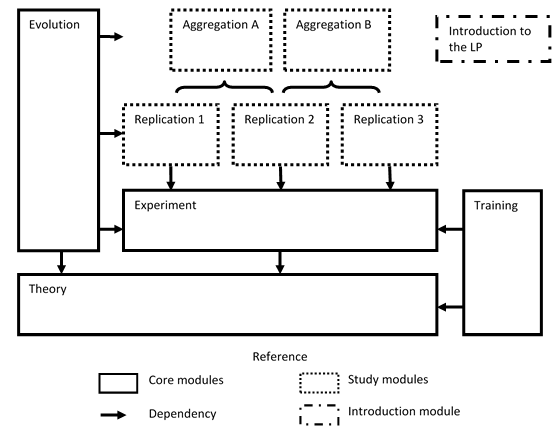 Evolution
Aggregation A
Aggregation B
Introduction to
the LP
Replication 1
Replication 2
Replication 3
Experiment
Training
Theory
Reference
Core modules
Study modules
Dependency
Introduction module